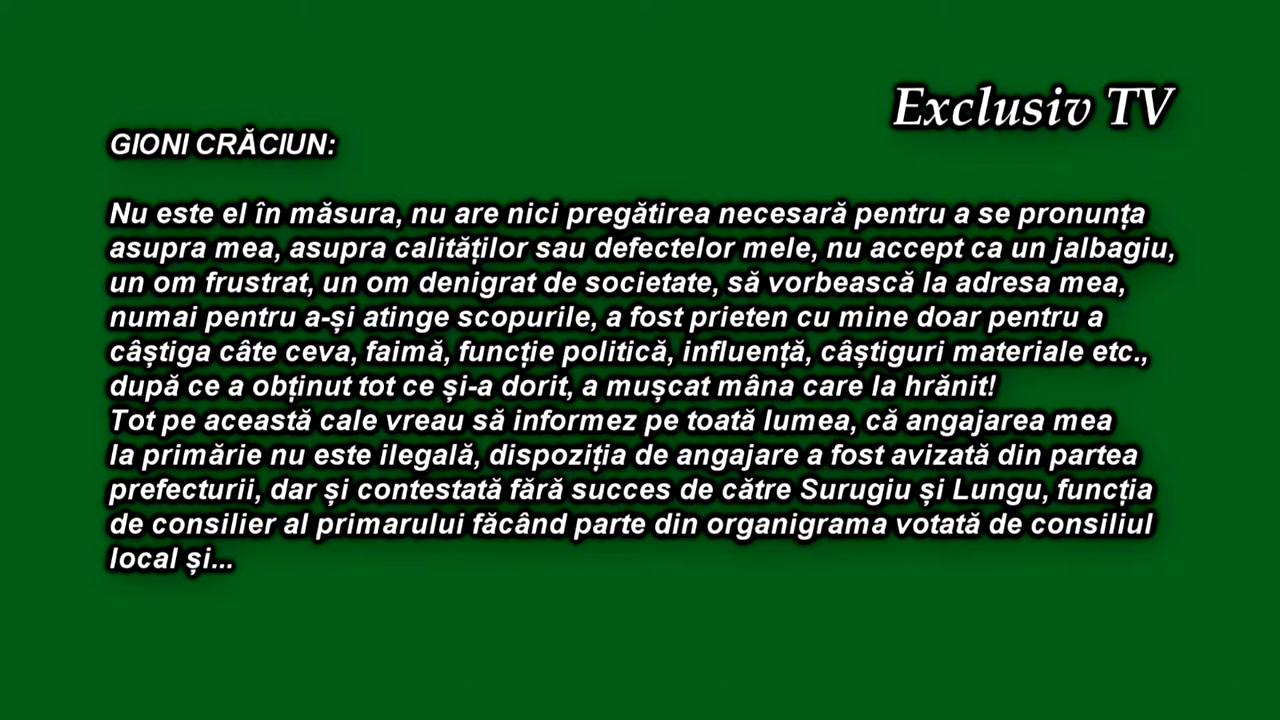 Exclusiv TV
GIONI CRĂCIUN:
Nu este el în măsura, nu are nici pregătirea necesară pentru a se pronunța
asupra mea, asupra calităților sau defectelor mele, nu accept ca un jalbagiu,
un om frustrat, un om denigrat de societate, să vorbească la adresa mea,
numai pentru a-și atinge scopurile, a fost prieten cu mine doar pentru a
câștiga câte ceva, faimă, funcție politică, influență, câștiguri materiale etc.,
după ce a obținut tot ce și-a dorit, a mușcat mâna care la hrănit!
Tot pe această cale vreau să informez pe toată lumea, că angajarea mea
la primărie nu este ilegală, dispoziția de angajare a fost avizată din partea
prefecturii, dar și contestată fără succes de către Surugiu și Lungu, funcția
de consilier al primarului făcând parte din organigrama votată de consiliul
local și...